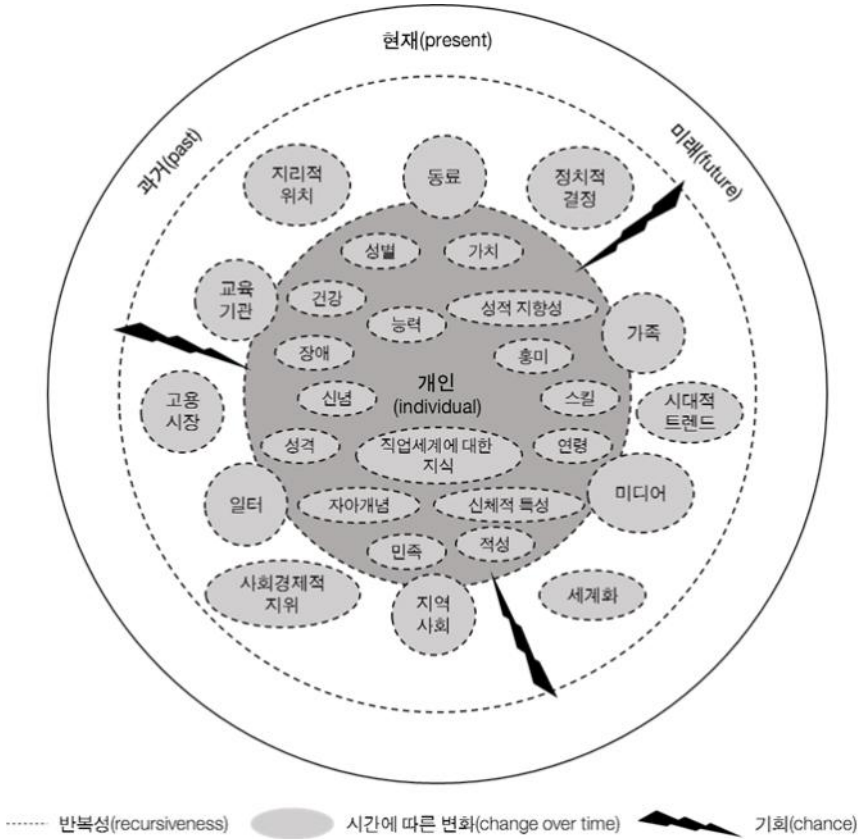 현재(present)
과거(past)
미래(future)
지리적
위치
동료
정치적
결정
성별
가치
교육
기관
건강
능력
성적 지향성
가족
장애
흥미
고용
시장
신념
개인
(individual)
스킬
시대적
트렌드
성격
직업세계에 대한
지식
연령
일터
자아개념
신체적 특성
미디어
민족
적성
사회경제적
지위
지역
사회
세계화
반복성(recursiveness)
시간에 따른 변화(change over time)
기회(chance)